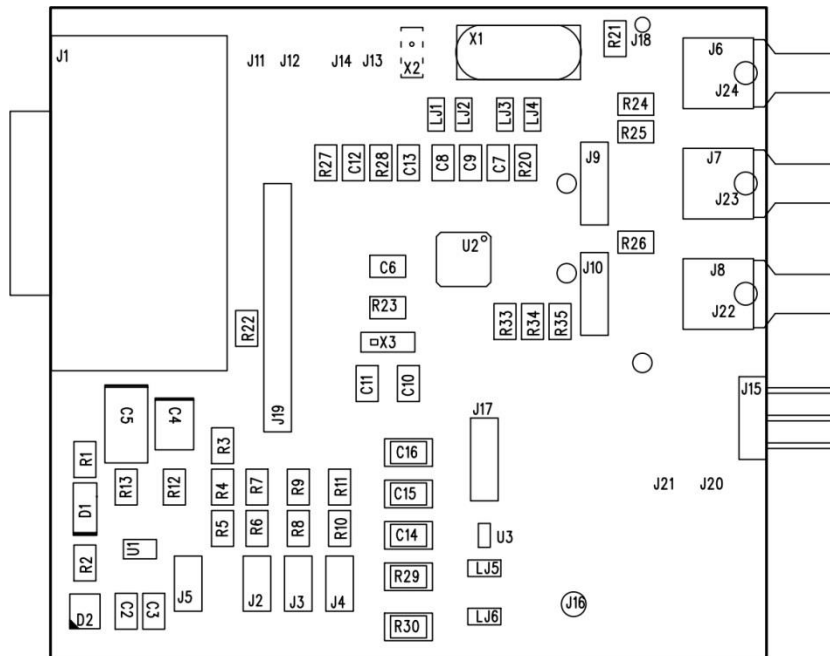 J1
J11 J12 J14 J13
X2
X1
R21
J18
J6
J24
LJ1 LJ2 LJ3 LJ4
R24
R25
R27 C12 R28 C13 C8 C9 C7 R20
J9
J7
J23
U2
R26
C6
J10
J8
J22
R23
R22
R33 R34 R35
X3
C11 C10
J15
J19
J17
C5 C4
R1
R3
C16
R13 R12 R4 R7 R9 R11
C15
J21 J20
D1
R5 R6 R8 R10
C14
U3
U1
R2
J5
R29
LJ5
J2 J3 J4
J16
D2
C2 C3
R30
LJ6